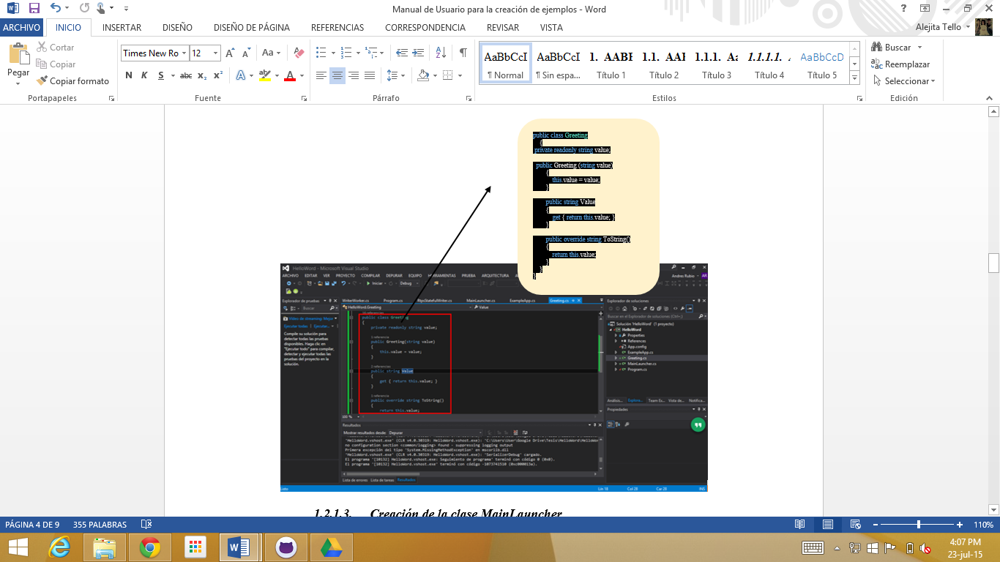 Manual de Usuario para la creación de ejemplos - Word
ARCHIVO INICIO INSERTAR DISEÑO DISEÑO DE PÁGINA REFERENCIAS CORRESPONDENCIA REVISAR VISTA Alejita Tello
Pegar
Cortar
Copiar
Copiar formato
Times New Ro 12
N K S abc x₂ x²
AaBbCcI AaBbCcI 1. AABI 1.1. AAI 1.1.1. Aa 1.1.1.1. A AaBbCcD
¶ Normal ¶ Sin espa... Título 1 Título 2 Título 3 Título 4 Título 5
Buscar
Reemplazar
Seleccionar
Portapapeles Fuente Párrafo Estilos Edición
public class Greeting
{
private readonly string value;
public Greeting (string value)
{
this.value = value;
}
public string Value
{
get { return this.value; }
}
public override string ToString()
{
return this.value;
}
}
}
HelloWord - Microsoft Visual Studio
ARCHIVO EDITAR VER PROYECTO COMPILAR DEPURAR EQUIPO HERRAMIENTAS PRUEBA ARQUITECTURA
Andres Rubio
Iniciar Debug
Explorador de pruebas
Buscar
Ejecutar todas Ejecutar...
Compile su solución para
detectar todas las pruebas
disponibles. Haga clic en
"Ejecutar todo" para compilar,
detectar y ejecutar todas las
pruebas del proyecto en la
solución.
WriterWorker.cs Program.cs RtpsStatefulWriter.cs MainLauncher.cs ExampleApp.cs Greeting.cs
HelloWord.Greeting Value
public class Greeting
{
private readonly string value;
1 referencia
public Greeting(string value)
{
this.value = value;
}
2 referencias
public string Value
{
get { return this.value; }
}
public override string ToString()
{
return this.value;
100 %
Explorador de soluciones
Buscar en el Explorador de soluciones (Ctrl+)
Solución 'HelloWord' (1 proyecto)
HelloWord
Properties
References
App.config
ExampleApp.cs
Greeting.cs
MainLauncher.cs
Program.cs
Análisis... Explora... Team Ex... Vista de... Notifica...
Propiedades
Resultados
Mostrar resultados desde: Depurar
'HelloWord.vshost.exe' (CLR v4.0.30319: HelloWord.vshost.exe): 'C:\Users\User\Google Drive\Tesis\HelloWord\HelloWor
no configuration section <common/logging> found - suppressing logging output
Primera excepción del tipo 'System.MissingMethodException' en mscorlib.dll
'HelloWord.vshost.exe' (CLR v4.0.30319: HelloWord.vshost.exe): 'SerializerDebug' cargado.
El programa '[10132] HelloWord.vshost.exe: Seguimiento de programa' terminó con código 0 (0x0).
El programa '[10132] HelloWord.vshost.exe' terminó con código -1073741510 (0xc000013a).
Lista de errores Lista de tareas Resultados
Listo Lín 18 Col 28 Car 28 INS
1.2.1.3. Creación de la clase MainLauncher
PÁGINA 4 DE 9 355 PALABRAS 110%
4:07 PM
23-jul-15